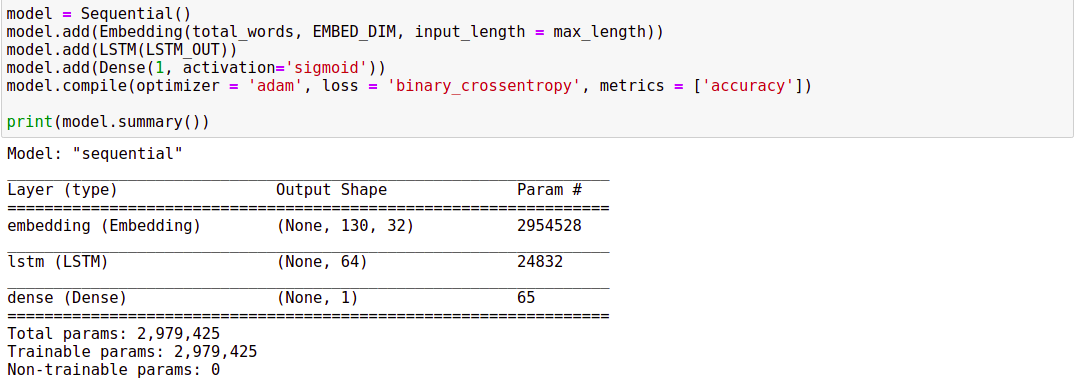 model = Sequential()
model.add(Embedding(total_words, EMBED_DIM, input_length = max_length))
model.add(LSTM(LSTM_OUT))
model.add(Dense(1, activation='sigmoid'))
model.compile(optimizer = 'adam', loss = 'binary_crossentropy', metrics = ['accuracy'])
print(model.summary())
Model: "sequential"
_________________________________________________________________
Layer (type)                 Output Shape              Param #
=================================================================
embedding (Embedding)        (None, 130, 32)           2954528
_________________________________________________________________
lstm (LSTM)                  (None, 64)                24832
_________________________________________________________________
dense (Dense)                (None, 1)                 65
=================================================================
Total params: 2,979,425
Trainable params: 2,979,425
Non-trainable params: 0